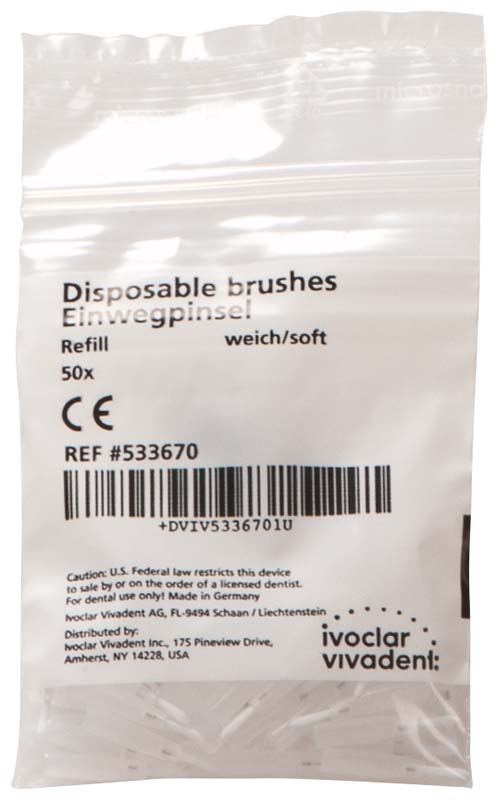 microsnap
Disposable brushes
Einwegpinsel
Refill weich/soft
50x
CE
REF #533670
+DVIV5336701U
Caution: U.S. Federal law restricts this device
to sale by or on the order of a licensed dentist.
For dental use only! Made in Germany
Ivoclar Vivadent AG, FL-9494 Schaan / Liechtenstein
Distributed by:
Ivoclar Vivadent Inc., 175 Pineview Drive,
Amherst, NY 14228, USA
ivoclar
vivadent: